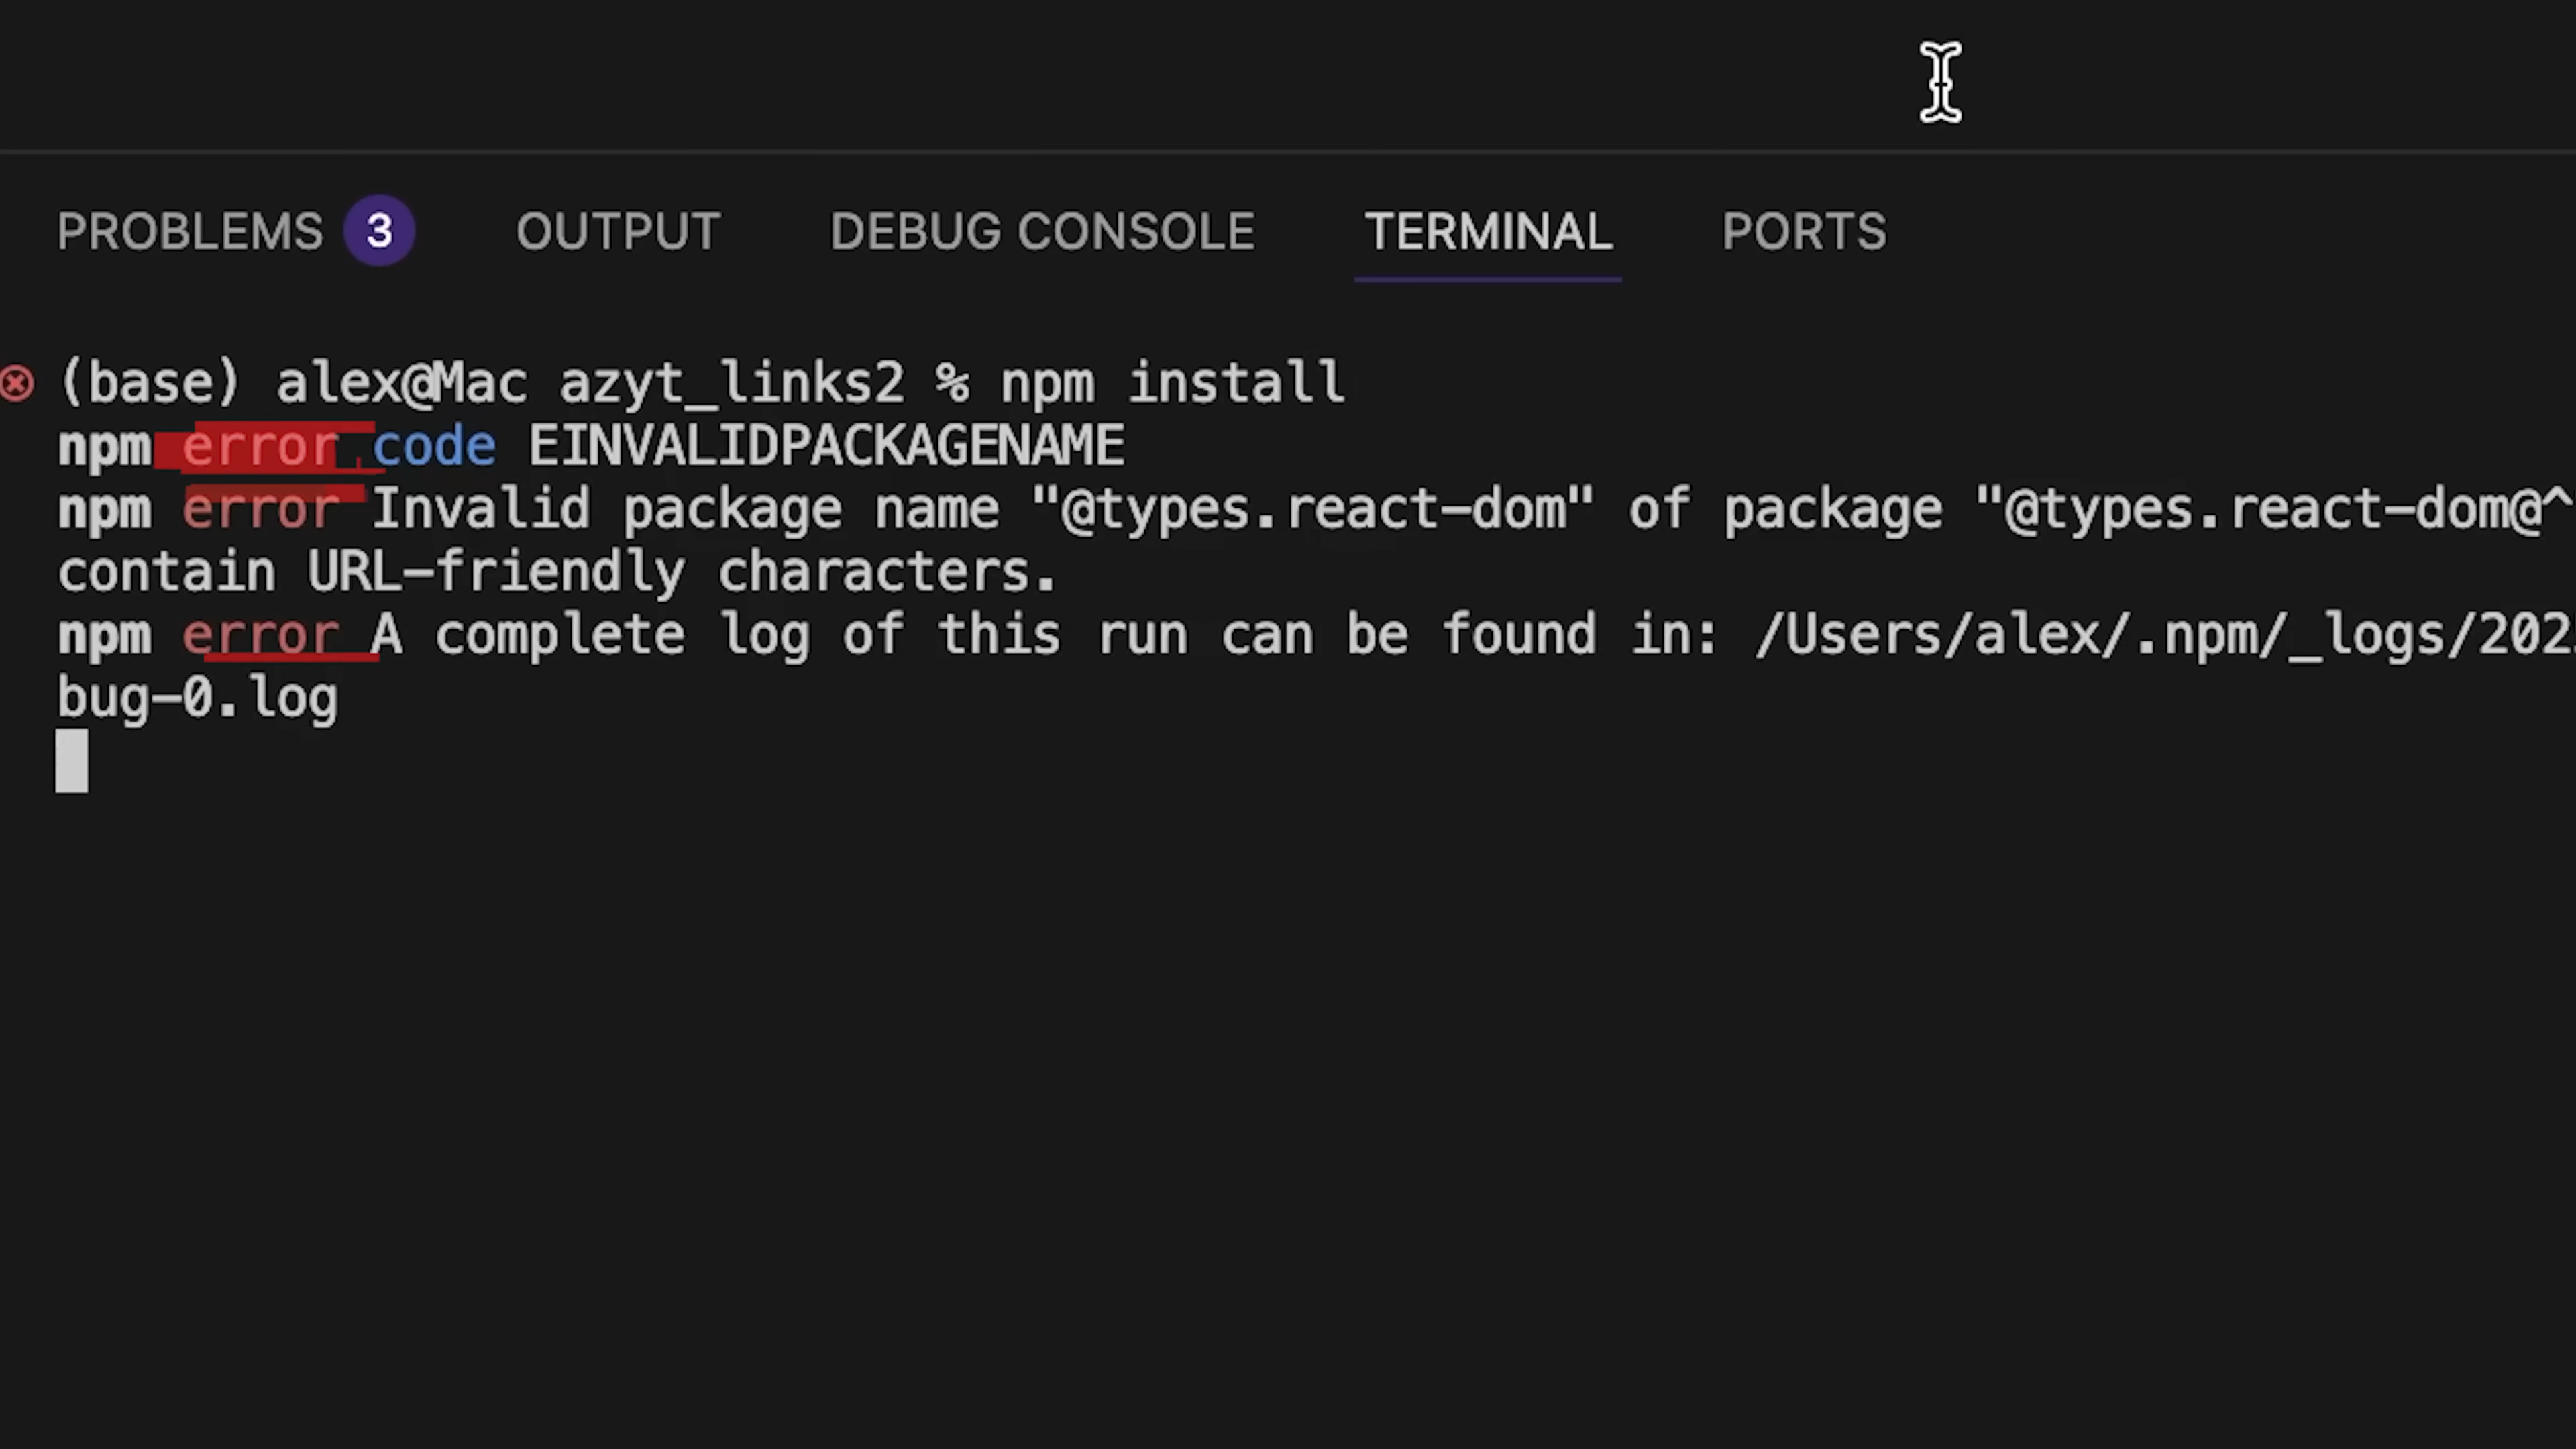 PROBLEMS 3 OUTPUT DEBUG CONSOLE TERMINAL PORTS
(base) alex@Mac azyt_links2 % npm install
npm error code EINVALIDPACKAGENAME
npm error Invalid package name "@types.react-dom" of package "@types.react-dom@^
contain URL-friendly characters.
npm error A complete log of this run can be found in: /Users/alex/.npm/_logs/202
bug-0.log